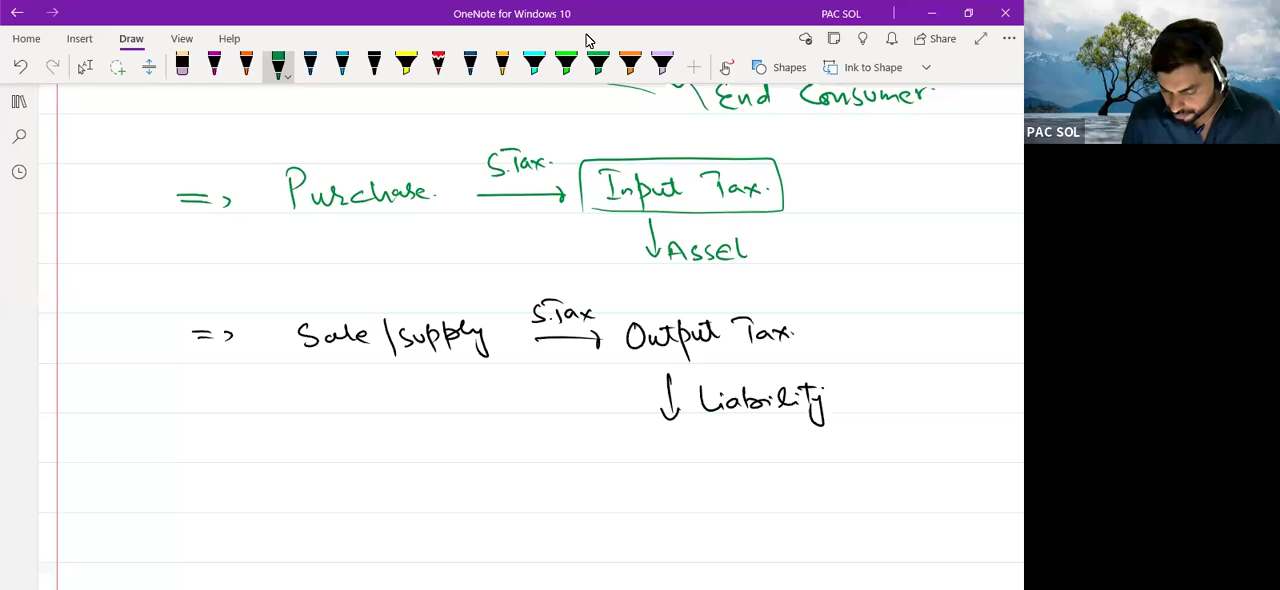 OneNote for Windows 10
PAC SOL
Home Insert Draw View Help
Share
Shapes
Ink to Shape
End Consumer.
PAC SOL
=> Purchase. S.Tax. Input Tax.
Asset
=> Sale/supply S.Tax Output Tax.
Liability